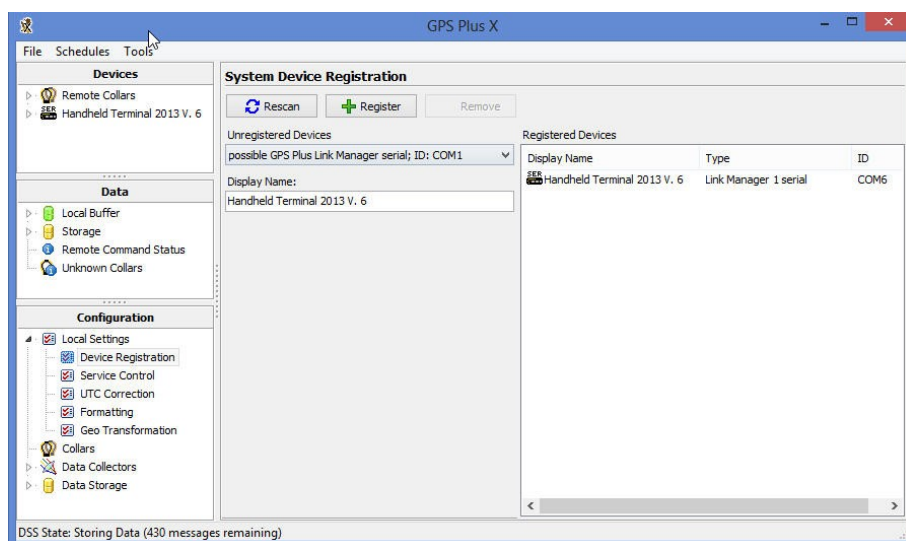 GPS Plus X
File Schedules Tools
Devices
Remote Collars
SER Handheld Terminal 2013 V. 6
Data
Local Buffer
Storage
Remote Command Status
Unknown Collars
Configuration
Local Settings
Device Registration
Service Control
UTC Correction
Formatting
Geo Transformation
Collars
Data Collectors
Data Storage
System Device Registration
Rescan Register Remove
Unregistered Devices
possible GPS Plus Link Manager serial; ID: COM1
Display Name:
Handheld Terminal 2013 V. 6
Registered Devices
Display Name Type ID
SER Handheld Terminal 2013 V. 6 Link Manager 1 serial COM6
DSS State: Storing Data (430 messages remaining)